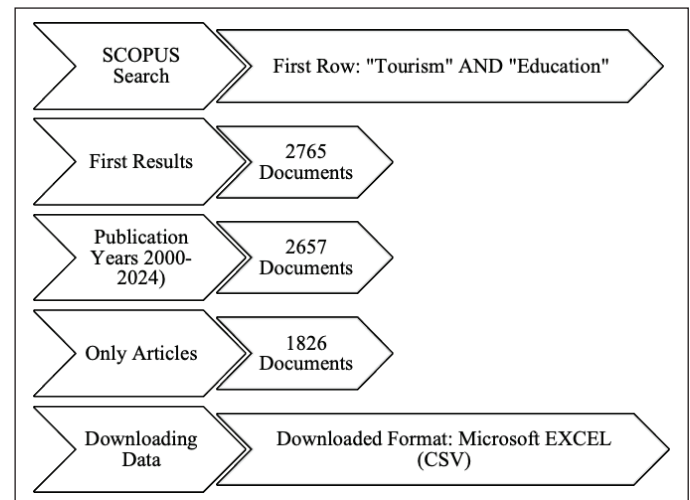 SCOPUS
Search
First Row: "Tourism" AND "Education"
First Results
2765
Documents
Publication
Years 2000-
2024)
2657
Documents
Only Articles
1826
Documents
Downloading
Data
Downloaded Format: Microsoft EXCEL
(CSV)